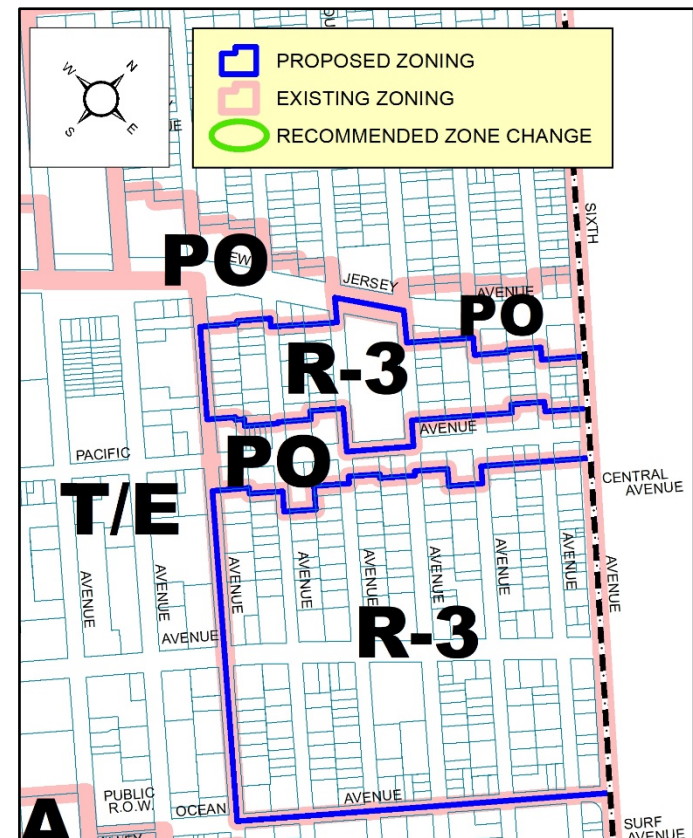 PROPOSED ZONING
EXISTING ZONING
RECOMMENDED ZONE CHANGE
W
N
S
E
SIXTH
PO
EW
JERSEY
AVENUE
PO
R-3
AVENUE
PACIFIC
PO
CENTRAL
AVENUE
T/E
AVENUE
AVENUE
AVENUE
AVENUE
AVENUE
AVENUE
AVENUE
AVENUE
AVENUE
AVENUE
R-3
PUBLIC
R.O.W.
OCEAN
AVENUE
A
SURF
AVENUE